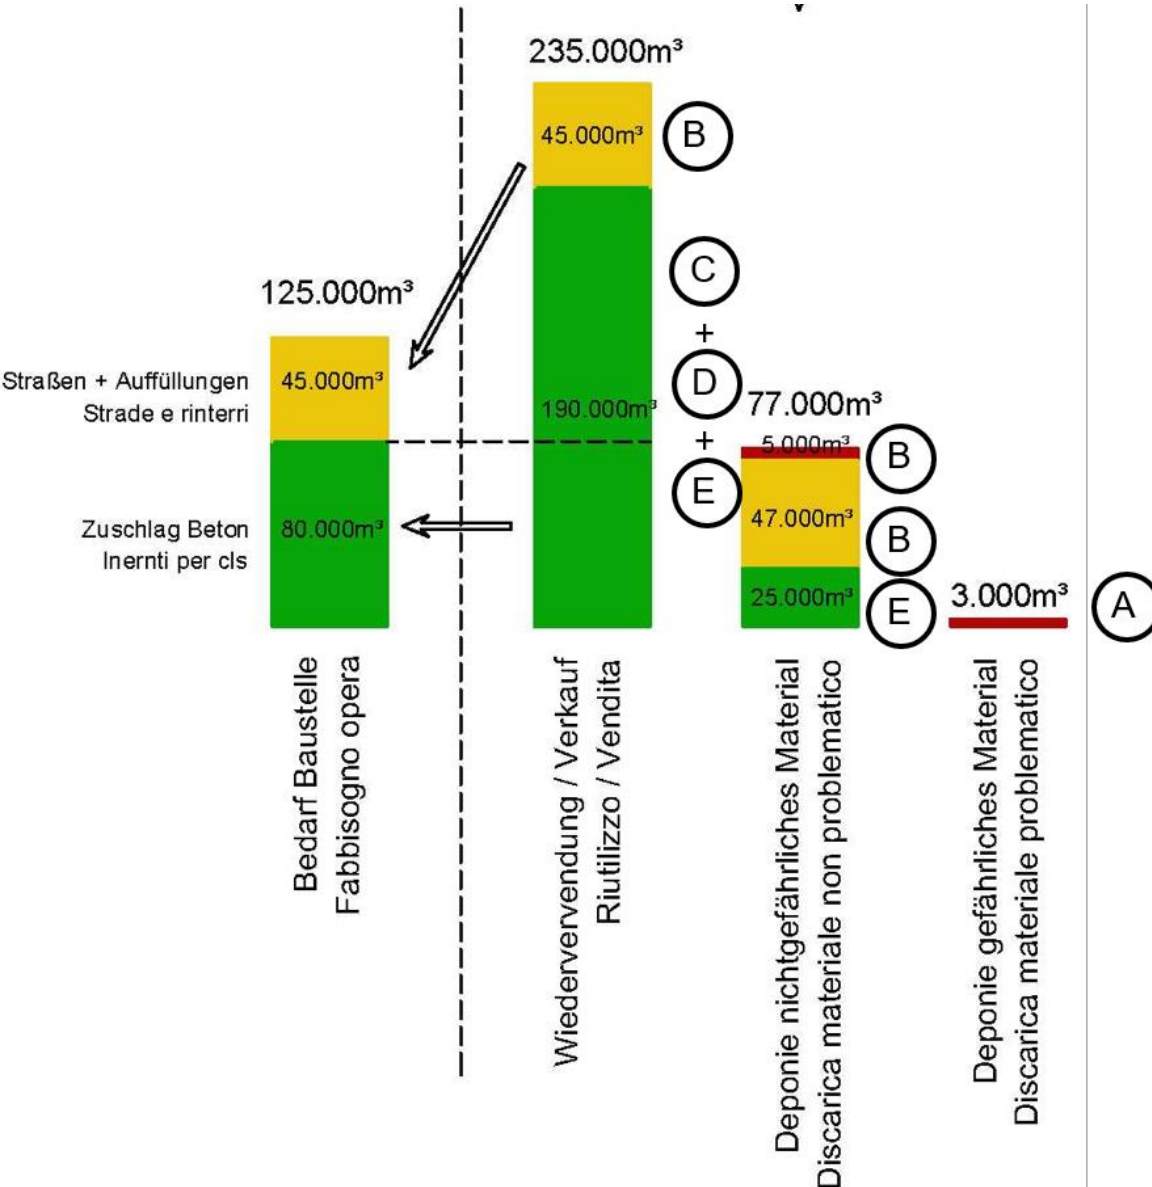 235.000m³
45.000m³
B
C
125.000m³
+
Straßen + Auffüllungen
Strade e rinterri
45.000m³
D
190.000m³
77.000m³
+
5.000m³
B
E
47.000m³
B
Zuschlag Beton
Inernti per cls
80.000m³
25.000m³
E
3.000m³
A
Bedarf Baustelle
Fabbisogno opera
Wiedervervendung / Verkauf
Riutilizzo / Vendita
Deponie nichtgefährliches Material
Discarica materiale non problematico
Deponie gefährliches Material
Discarica materiale problematico